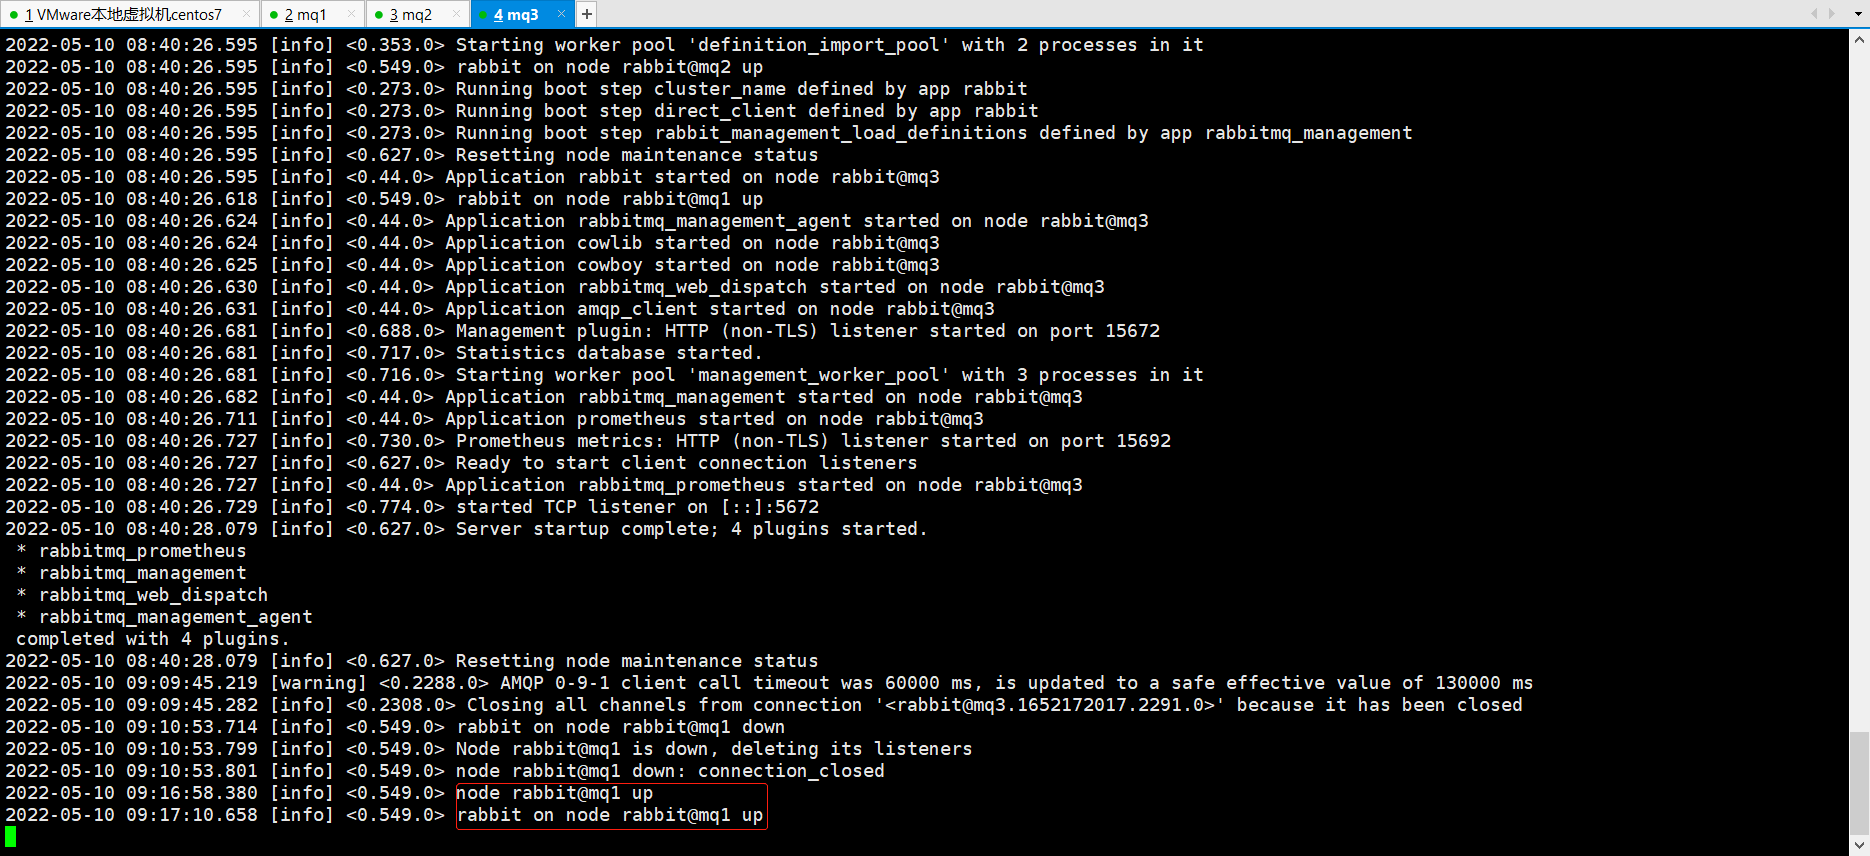 1 VMware本地虚拟机centos7 × 2 mq1 × 3 mq2 × 4 mq3 × +
2022-05-10 08:40:26.595 [info] <0.353.0> Starting worker pool 'definition_import_pool' with 2 processes in it
2022-05-10 08:40:26.595 [info] <0.549.0> rabbit on node rabbit@mq2 up
2022-05-10 08:40:26.595 [info] <0.273.0> Running boot step cluster_name defined by app rabbit
2022-05-10 08:40:26.595 [info] <0.273.0> Running boot step direct_client defined by app rabbit
2022-05-10 08:40:26.595 [info] <0.273.0> Running boot step rabbit_management_load_definitions defined by app rabbitmq_management
2022-05-10 08:40:26.595 [info] <0.627.0> Resetting node maintenance status
2022-05-10 08:40:26.595 [info] <0.44.0> Application rabbit started on node rabbit@mq3
2022-05-10 08:40:26.618 [info] <0.549.0> rabbit on node rabbit@mq1 up
2022-05-10 08:40:26.624 [info] <0.44.0> Application rabbitmq_management_agent started on node rabbit@mq3
2022-05-10 08:40:26.624 [info] <0.44.0> Application cowlib started on node rabbit@mq3
2022-05-10 08:40:26.625 [info] <0.44.0> Application cowboy started on node rabbit@mq3
2022-05-10 08:40:26.630 [info] <0.44.0> Application rabbitmq_web_dispatch started on node rabbit@mq3
2022-05-10 08:40:26.631 [info] <0.44.0> Application amqp_client started on node rabbit@mq3
2022-05-10 08:40:26.681 [info] <0.688.0> Management plugin: HTTP (non-TLS) listener started on port 15672
2022-05-10 08:40:26.681 [info] <0.717.0> Statistics database started.
2022-05-10 08:40:26.681 [info] <0.716.0> Starting worker pool 'management_worker_pool' with 3 processes in it
2022-05-10 08:40:26.682 [info] <0.44.0> Application rabbitmq_management started on node rabbit@mq3
2022-05-10 08:40:26.711 [info] <0.44.0> Application prometheus started on node rabbit@mq3
2022-05-10 08:40:26.727 [info] <0.730.0> Prometheus metrics: HTTP (non-TLS) listener started on port 15692
2022-05-10 08:40:26.727 [info] <0.627.0> Ready to start client connection listeners
2022-05-10 08:40:26.727 [info] <0.44.0> Application rabbitmq_prometheus started on node rabbit@mq3
2022-05-10 08:40:26.729 [info] <0.774.0> started TCP listener on [::]:5672
2022-05-10 08:40:28.079 [info] <0.627.0> Server startup complete; 4 plugins started.
* rabbitmq_prometheus
* rabbitmq_management
* rabbitmq_web_dispatch
* rabbitmq_management_agent
completed with 4 plugins.
2022-05-10 08:40:28.079 [info] <0.627.0> Resetting node maintenance status
2022-05-10 09:09:45.219 [warning] <0.2288.0> AMQP 0-9-1 client call timeout was 60000 ms, is updated to a safe effective value of 130000 ms
2022-05-10 09:09:45.282 [info] <0.2308.0> Closing all channels from connection '<rabbit@mq3.1652172017.2291.0>' because it has been closed
2022-05-10 09:10:53.714 [info] <0.549.0> rabbit on node rabbit@mq1 down
2022-05-10 09:10:53.799 [info] <0.549.0> Node rabbit@mq1 is down, deleting its listeners
2022-05-10 09:10:53.801 [info] <0.549.0> node rabbit@mq1 down: connection_closed
2022-05-10 09:16:58.380 [info] <0.549.0> node rabbit@mq1 up
2022-05-10 09:17:10.658 [info] <0.549.0> rabbit on node rabbit@mq1 up